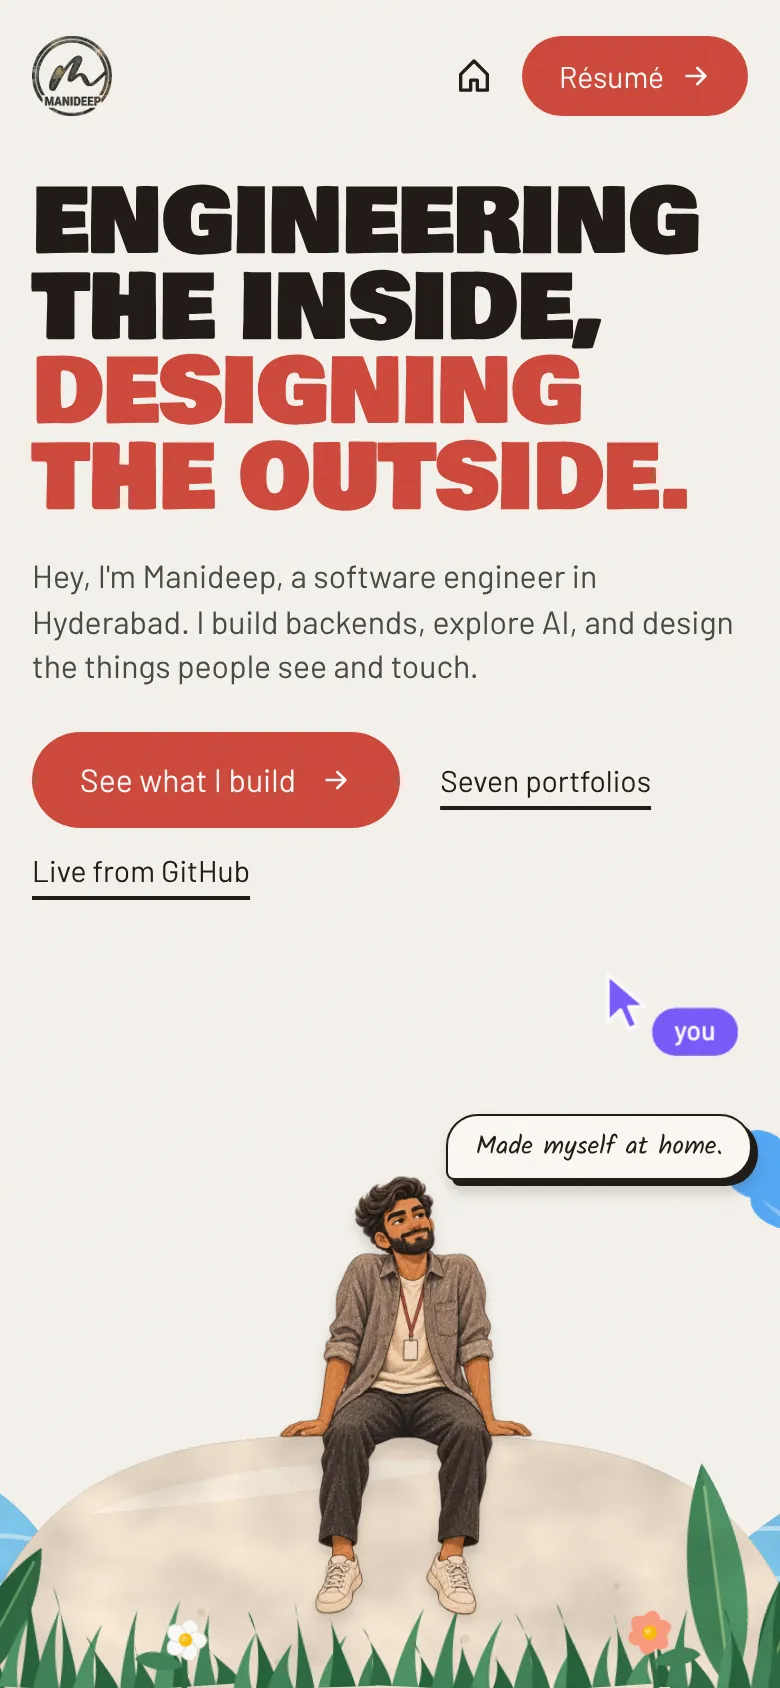 MANIDEEP
Résumé
ENGINEERING
THE INSIDE,
DESIGNING
THE OUTSIDE.
Hey, I'm Manideep, a software engineer in
Hyderabad. I build backends, explore AI, and design
the things people see and touch.
See what I build
Seven portfolios
Live from GitHub
you
Made myself at home.